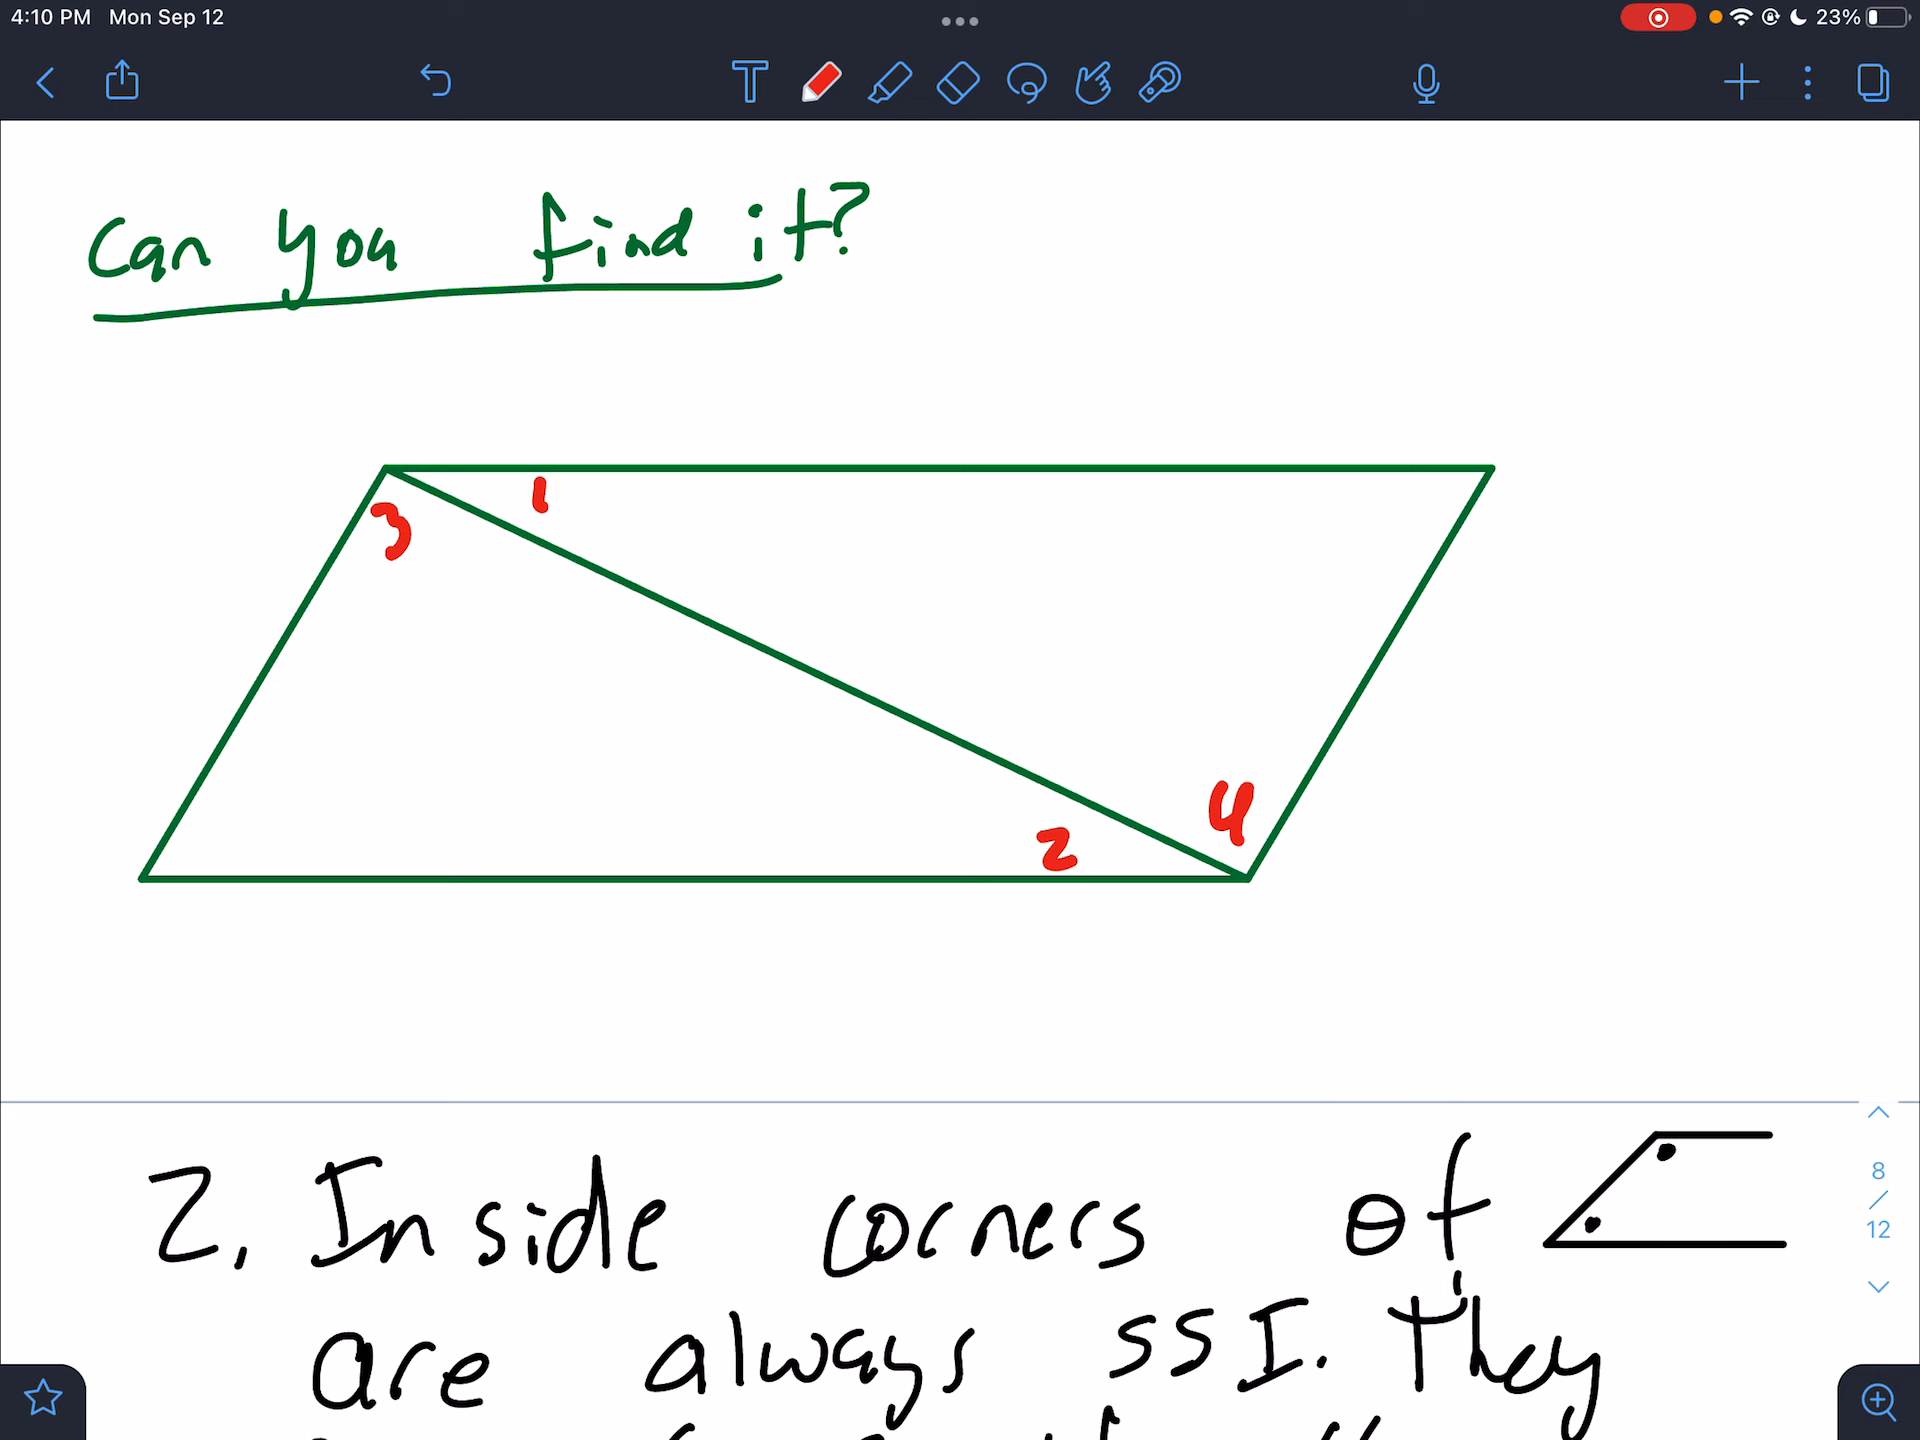 4:10 PM Mon Sep 12
23%
Can you find it?
1
3
4
2
2. Inside corners of
8
/
12
are always SSI. They